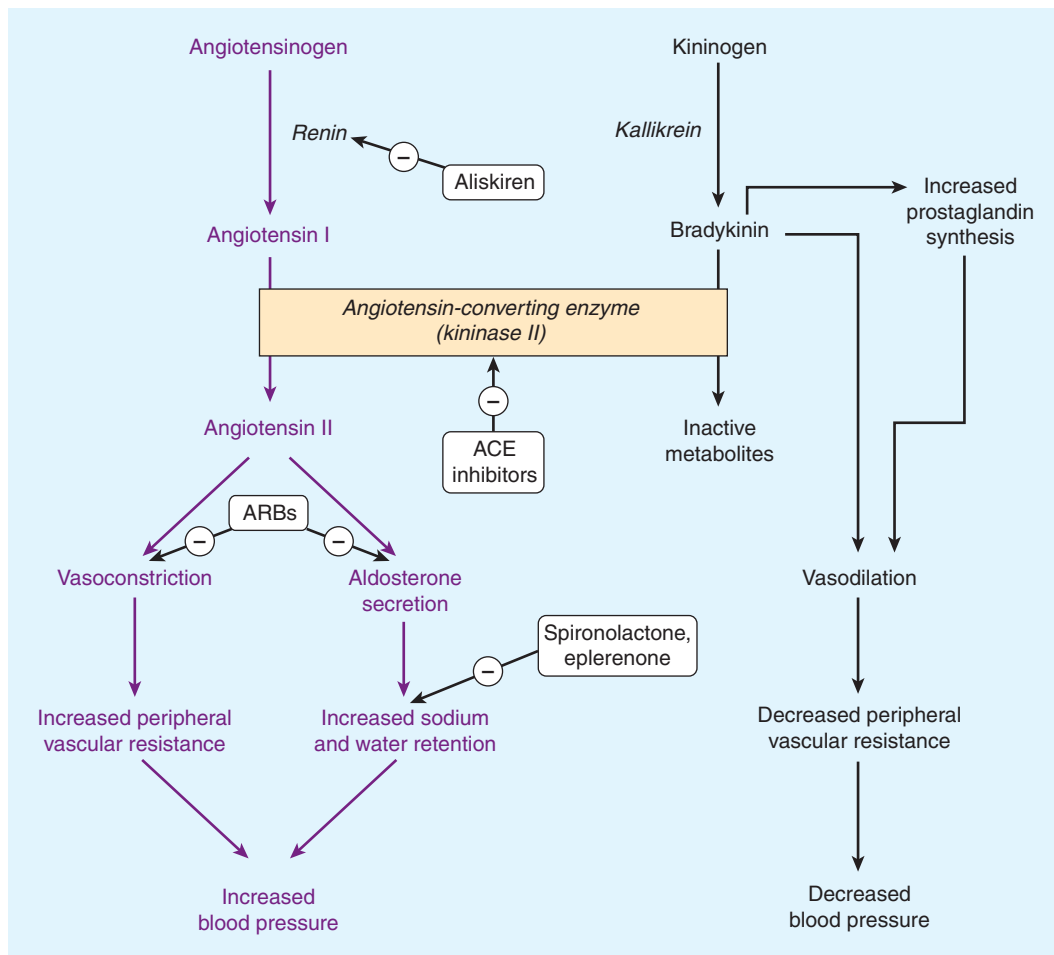 Angiotensinogen
Kininogen
Renin
–
Aliskiren
Kallikrein
Increased
prostaglandin
synthesis
Angiotensin I
Bradykinin
Angiotensin-converting enzyme
(kininase II)
–
ACE
inhibitors
Angiotensin II
Inactive
metabolites
ARBs
–
–
Vasoconstriction
Aldosterone
secretion
Vasodilation
Spironolactone,
eplerenone
–
Increased peripheral
vascular resistance
Increased sodium
and water retention
Decreased peripheral
vascular resistance
Increased
blood pressure
Decreased
blood pressure